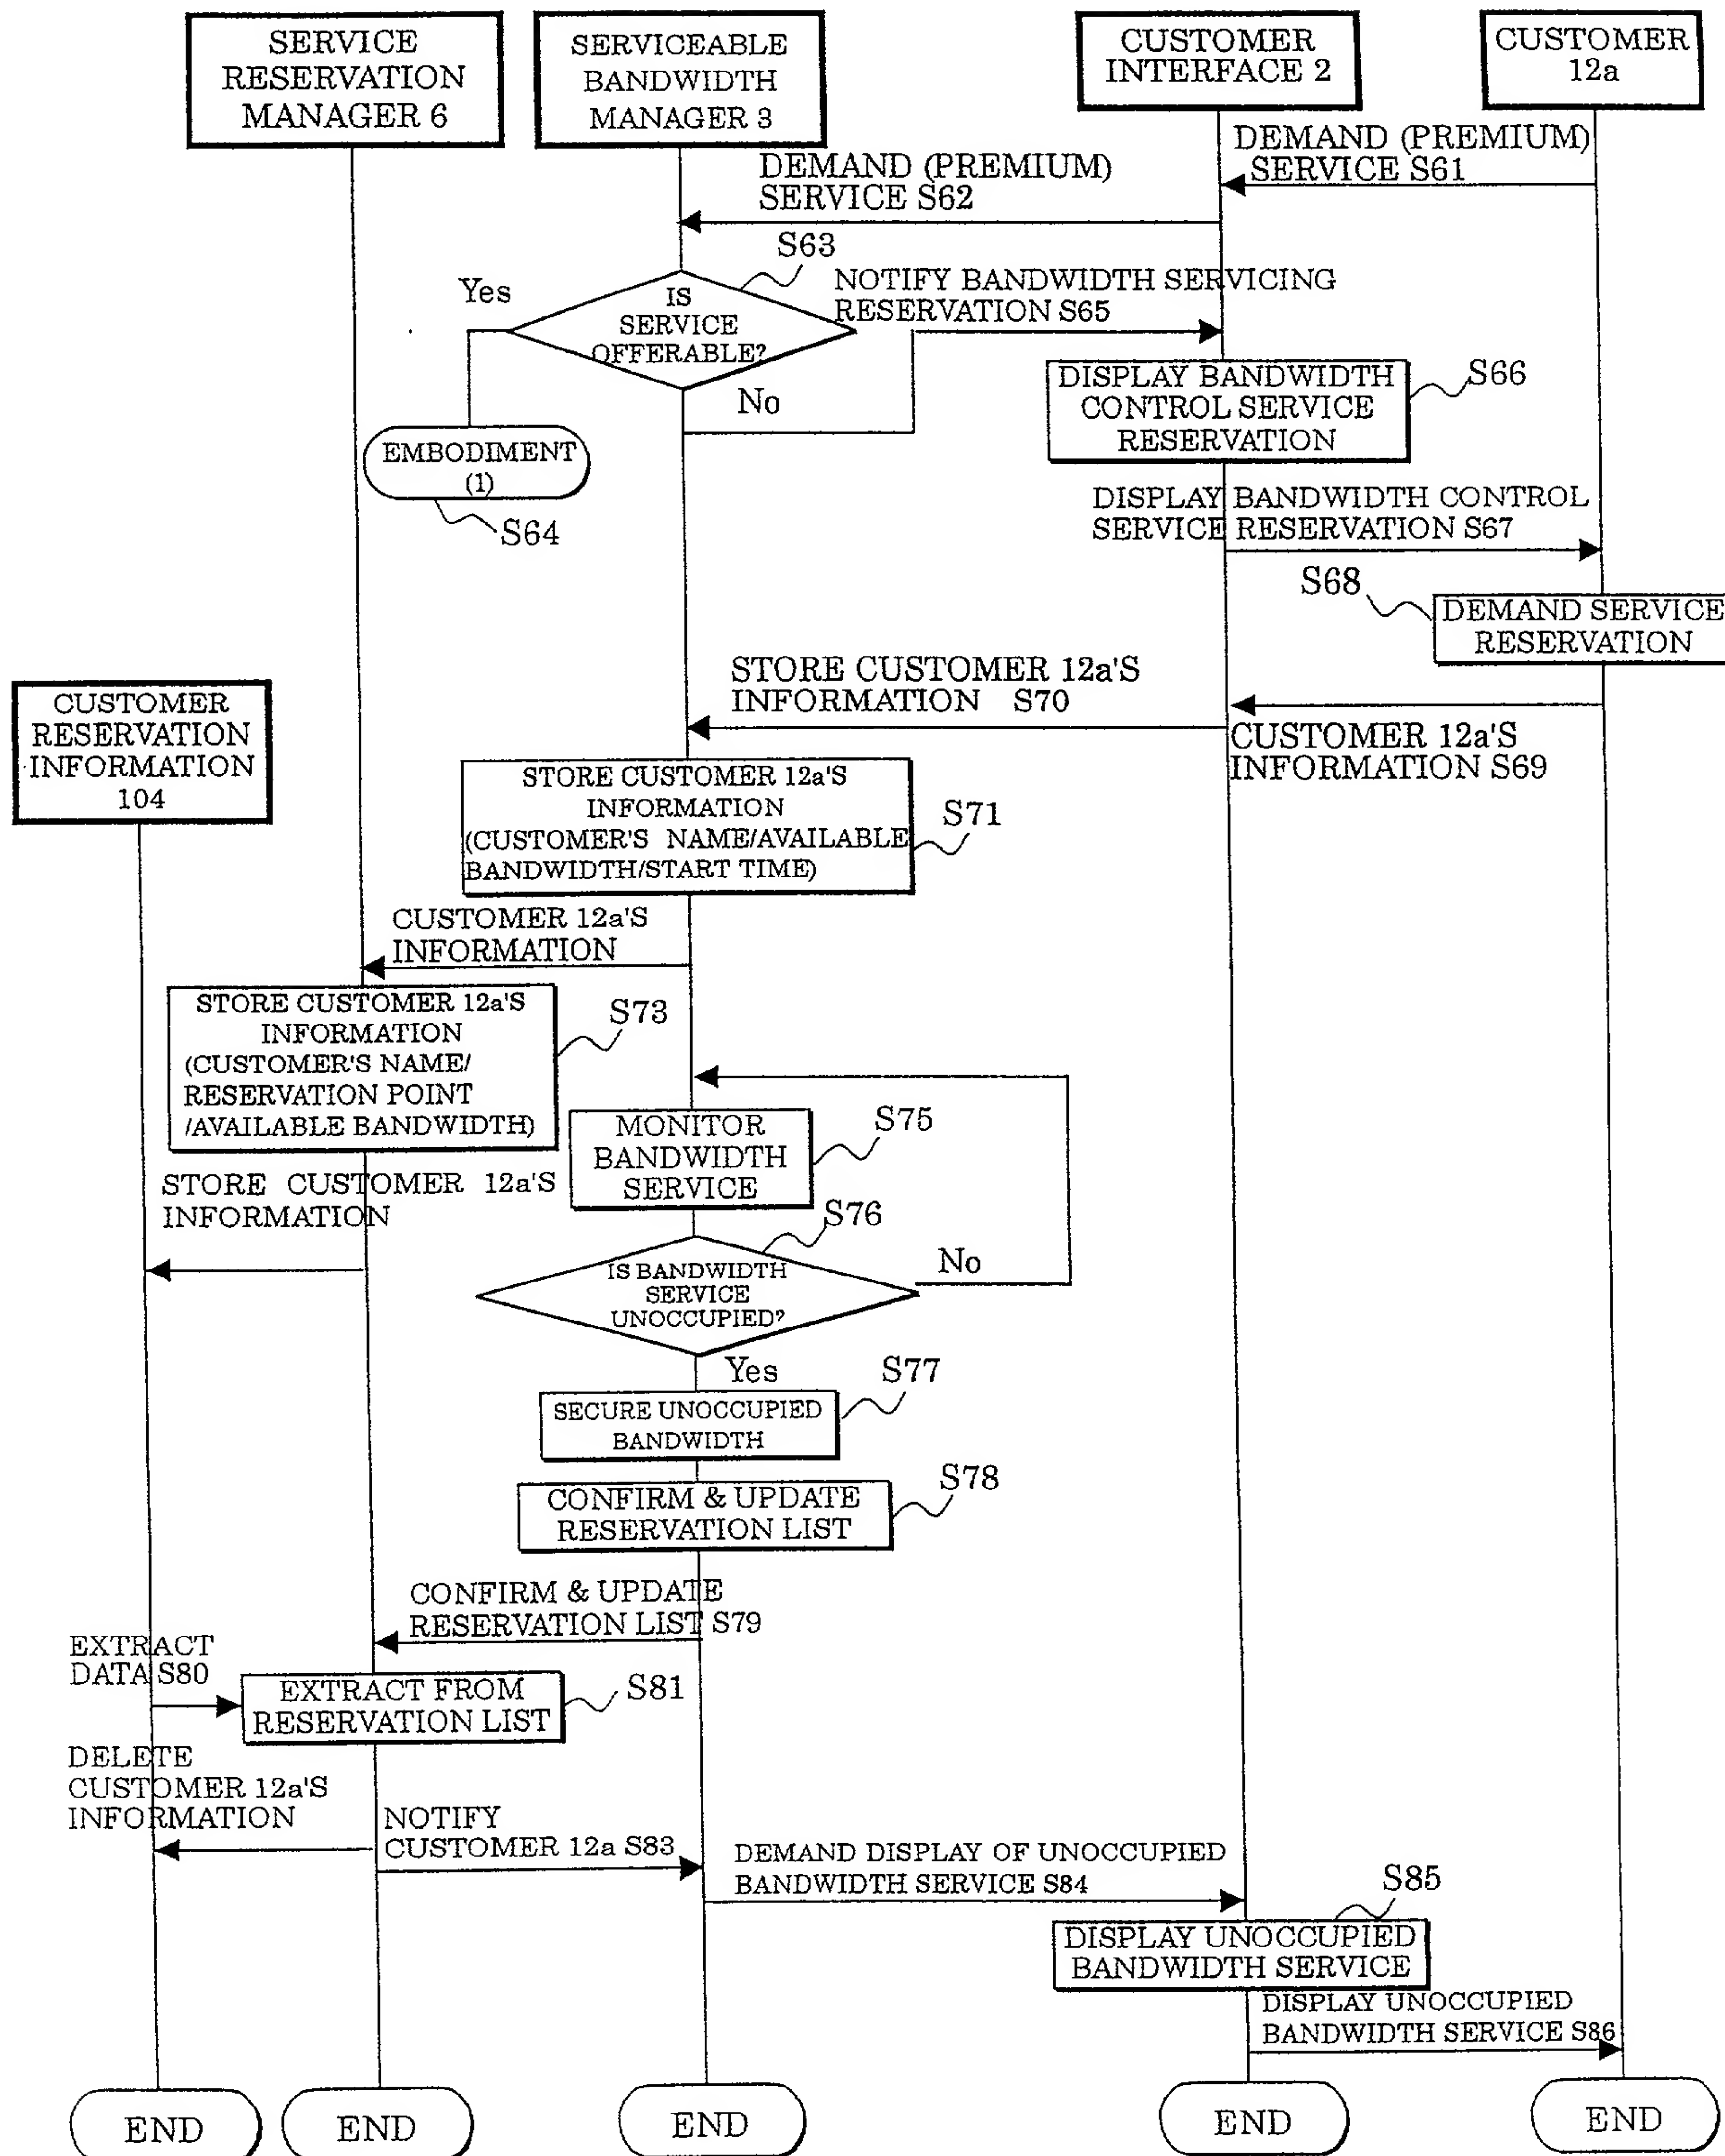 SERVICE
RESERVATION
MANAGER 6
SERVICEABLE
BANDWIDTH
MANAGER 3
CUSTOMER
INTERFACE 2
CUSTOMER
12a
DEMAND (PREMIUM)
SERVICE S61
DEMAND (PREMIUM)
SERVICE S62
S63
Yes
IS
SERVICE
OFFERABLE?
NOTIFY BANDWIDTH SERVICING
RESERVATION S65
No
EMBODIMENT
(1)
S64
DISPLAY BANDWIDTH
CONTROL SERVICE
RESERVATION
S66
DISPLAY BANDWIDTH CONTROL
SERVICE RESERVATION S67
S68
DEMAND SERVICE
RESERVATION
STORE CUSTOMER 12a'S
INFORMATION S70
CUSTOMER 12a'S
INFORMATION S69
CUSTOMER
RESERVATION
INFORMATION
104
STORE CUSTOMER 12a'S
INFORMATION
(CUSTOMER'S NAME/AVAILABLE
BANDWIDTH/START TIME)
S71
CUSTOMER 12a'S
INFORMATION
STORE CUSTOMER 12a'S
INFORMATION
(CUSTOMER'S NAME/
RESERVATION POINT
/AVAILABLE BANDWIDTH)
S73
MONITOR
BANDWIDTH
SERVICE
S75
STORE CUSTOMER 12a'S
INFORMATION
S76
IS BANDWIDTH
SERVICE
UNOCCUPIED?
No
Yes
S77
SECURE UNOCCUPIED
BANDWIDTH
S78
CONFIRM & UPDATE
RESERVATION LIST
CONFIRM & UPDATE
RESERVATION LIST S79
EXTRACT
DATA S80
EXTRACT FROM
RESERVATION LIST
S81
DELETE
CUSTOMER 12a'S
INFORMATION
NOTIFY
CUSTOMER 12a S83
DEMAND DISPLAY OF UNOCCUPIED
BANDWIDTH SERVICE S84
S85
DISPLAY UNOCCUPIED
BANDWIDTH SERVICE
DISPLAY UNOCCUPIED
BANDWIDTH SERVICE S86
END
END
END
END
END